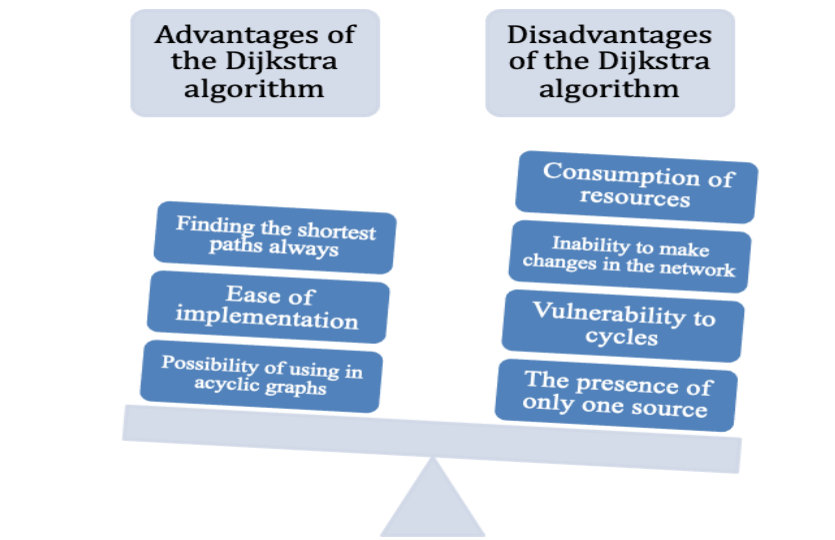 Advantages of
the Dijkstra
algorithm
Finding the shortest
paths always
Ease of
implementation
Possibility of using in
acyclic graphs
Disadvantages
of the Dijkstra
algorithm
Consumption of
resources
Inability to make
changes in the network
Vulnerability to
cycles
The presence of
only one source